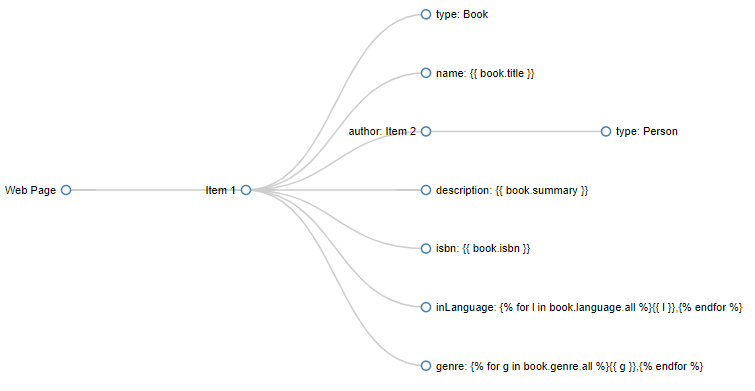 type: Book
name: {{ book.title }}
author: Item 2
type: Person
Web Page
Item 1
description: {{ book.summary }}
isbn: {{ book.isbn }}
inLanguage: {% for l in book.language.all %}{{ l }},{% endfor %}
genre: {% for g in book.genre.all %}{{ g }},{% endfor %}